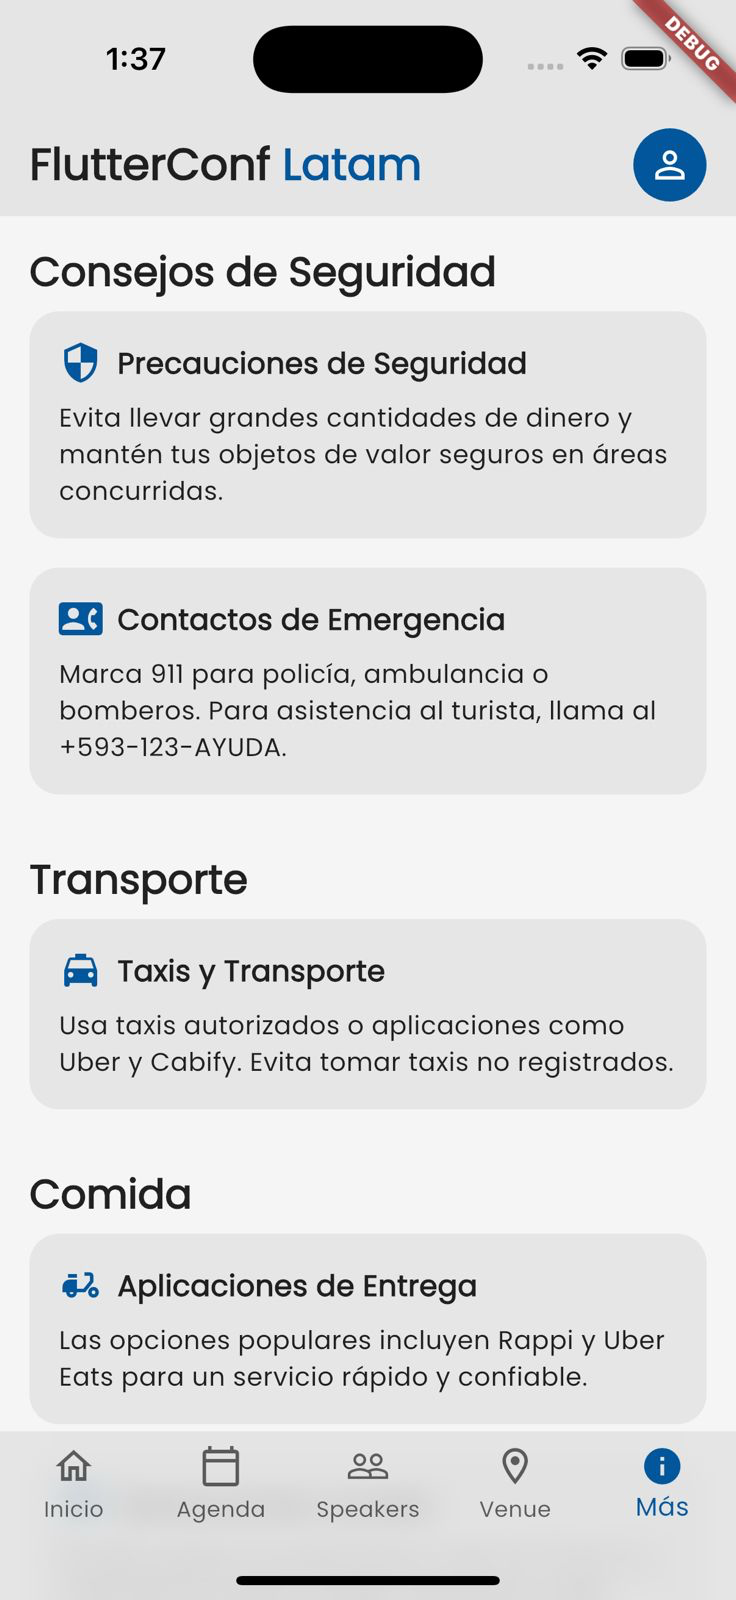 1:37
DEBUG
FlutterConf Latam
Consejos de Seguridad
Precauciones de Seguridad
Evita llevar grandes cantidades de dinero y
mantén tus objetos de valor seguros en áreas
concurridas.
Contactos de Emergencia
Marca 911 para policía, ambulancia o
bomberos. Para asistencia al turista, llama al
+593-123-AYUDA.
Transporte
Taxis y Transporte
Usa taxis autorizados o aplicaciones como
Uber y Cabify. Evita tomar taxis no registrados.
Comida
Aplicaciones de Entrega
Las opciones populares incluyen Rappi y Uber
Eats para un servicio rápido y confiable.
Inicio
Agenda
Speakers
Venue
Más